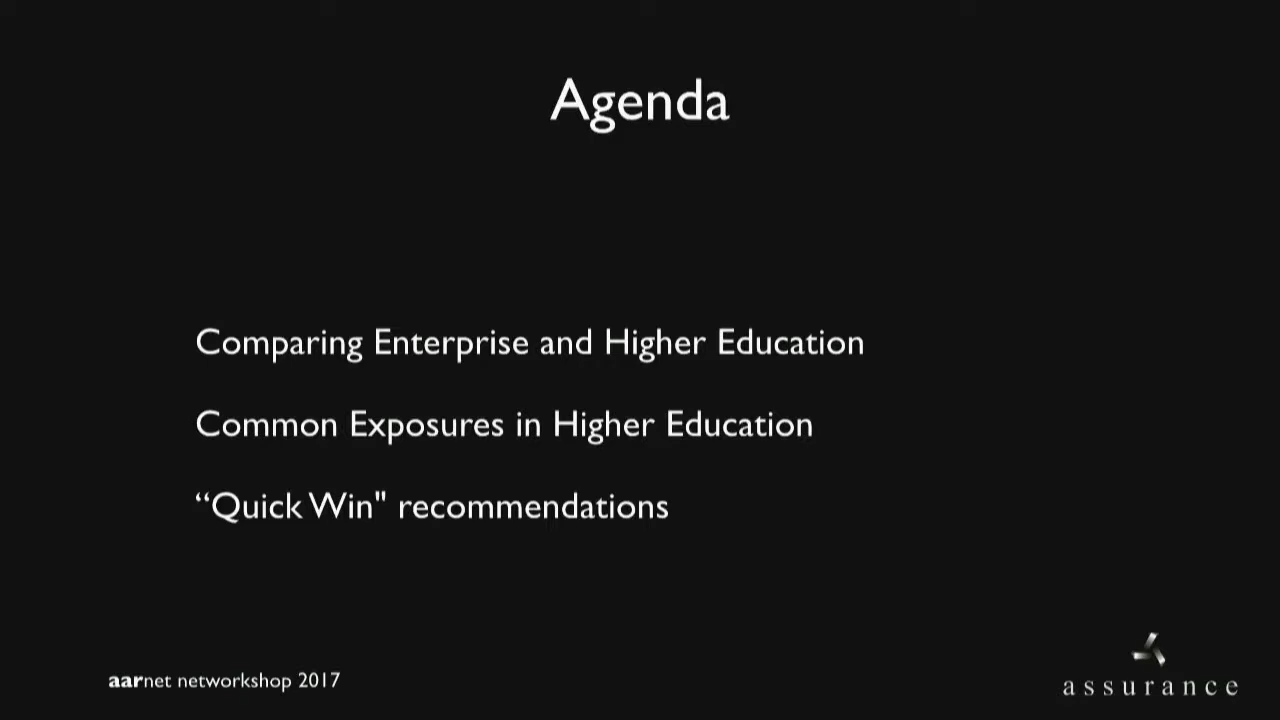 Agenda
Comparing Enterprise and Higher Education
Common Exposures in Higher Education
“Quick Win" recommendations
aarnet networkshop 2017
assurance